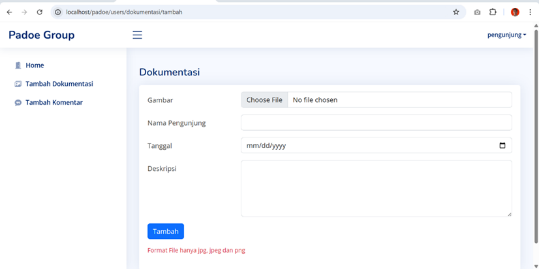 localhost/padoe/users/dokumentasi/tambah
Padoe Group
pengunjung
Home
Tambah Dokumentasi
Tambah Komentar
Dokumentasi
Gambar
Choose File No file chosen
Nama Pengunjung
Tanggal
mm/dd/yyyy
Deskripsi
Tambah
Format File hanya jpg, jpeg dan png